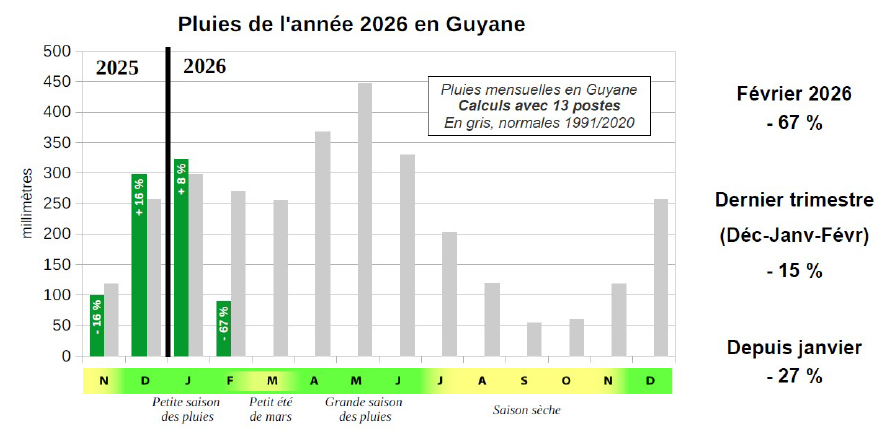 Pluies de l'année 2026 en Guyane
500
450
400
350
300
250
200
150
100
50
0
millimètres
2025
2026
Pluies mensuelles en Guyane
Calculs avec 13 postes
En gris, normales 1991/2020
- 16 %
+ 16 %
+ 8 %
- 67 %
N D J F M A M J J A S O N D
Petite saison
des pluies
Petit été
de mars
Grande saison
des pluies
Saison sèche
Février 2026
- 67 %
Dernier trimestre
(Déc-Janv-Févr)
- 15 %
Depuis janvier
- 27 %